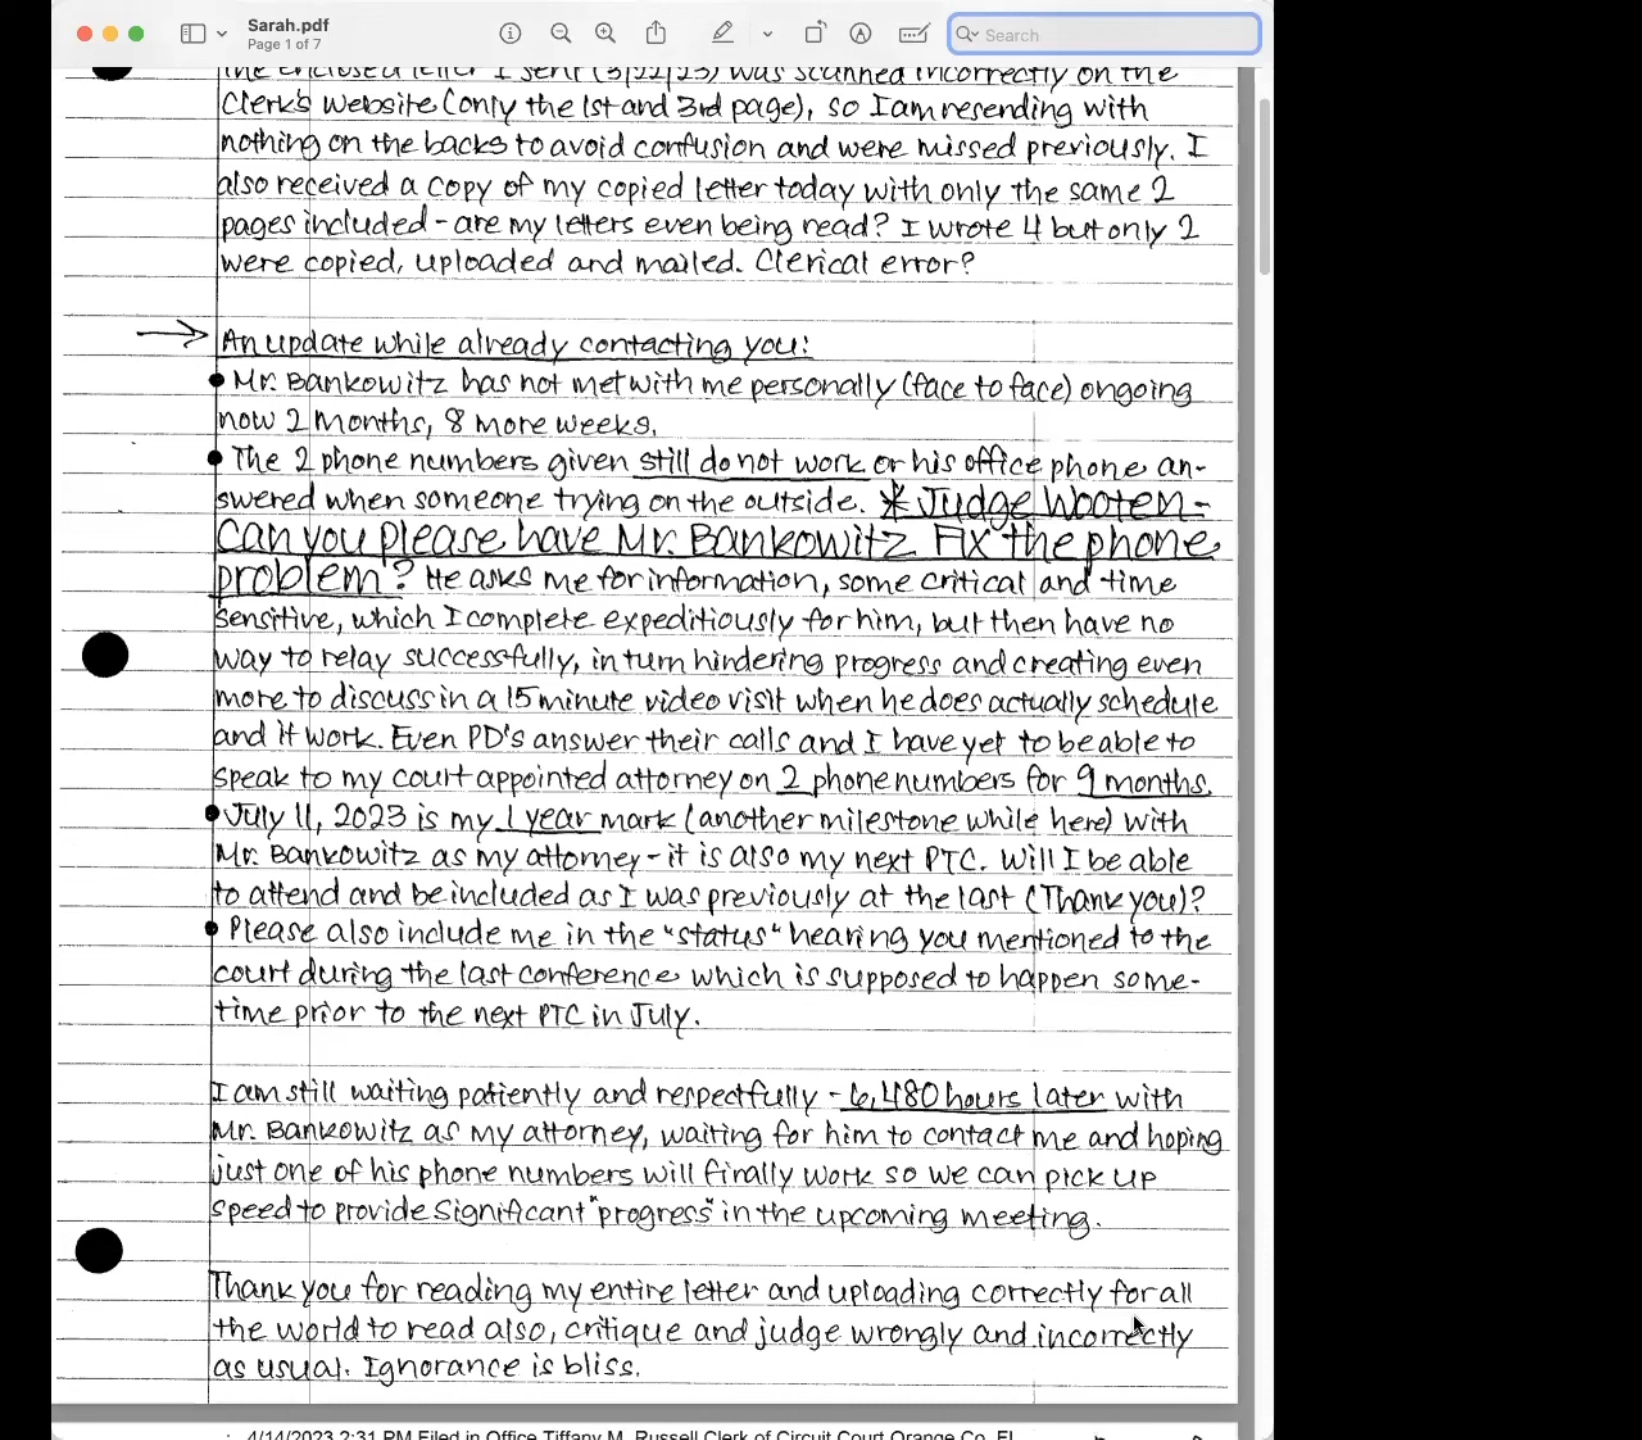 Sarah.pdf
Page 1 of 7
Search
The enclosed letter I sent (3/22/23) was scanned incorrectly on the
Clerk's website (only the 1st and 3rd page), so I am resending with
nothing on the backs to avoid confusion and were missed previously. I
also received a copy of my copied letter today with only the same 2
pages included - are my letters even being read? I wrote 4 but only 2
were copied, uploaded and mailed. Clerical error?
An update while already contacting you:
• Mr. Bankowitz has not met with me personally (face to face) ongoing
now 2 months, 8 more weeks.
• The 2 phone numbers given still do not work or his office phone an-
swered when someone trying on the outside. * Judge Wooten -
Can you please have Mr. Bankowitz Fix the phone
problem? He asks me for information, some critical and time
sensitive, which I complete expeditiously for him, but then have no
way to relay successfully, in turn hindering progress and creating even
more to discuss in a 15 minute video visit when he does actually schedule
and it work. Even PD's answer their calls and I have yet to be able to
speak to my court appointed attorney on 2 phone numbers for 9 months.
• July 11, 2023 is my 1 year mark (another milestone while here) with
Mr. Bankowitz as my attorney - it is also my next PTC. Will I be able
to attend and be included as I was previously at the last (Thank you)?
• Please also include me in the "status" hearing you mentioned to the
court during the last conference which is supposed to happen some-
time prior to the next PTC in July.
I am still waiting patiently and respectfully - 6,480 hours later with
Mr. Bankowitz as my attorney, waiting for him to contact me and hoping
just one of his phone numbers will finally work so we can pick up
speed to provide significant "progress" in the upcoming meeting.
Thank you for reading my entire letter and uploading correctly for all
the world to read also, critique and judge wrongly and incorrectly
as usual. Ignorance is bliss.
4/14/2023 2:31 PM Filed in Office Tiffany M. Russell Clerk of Circuit Court Orange Co. FL